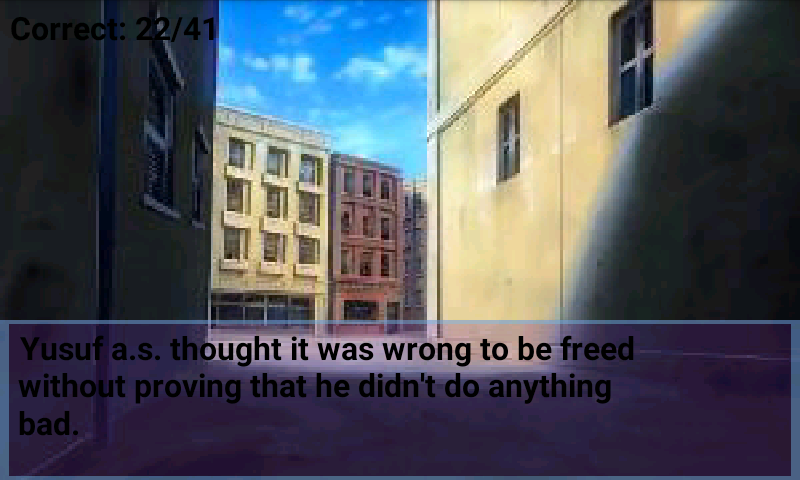 Correct: 22/41
Yusuf a.s. thought it was wrong to be freed
without proving that he didn't do anything
bad.